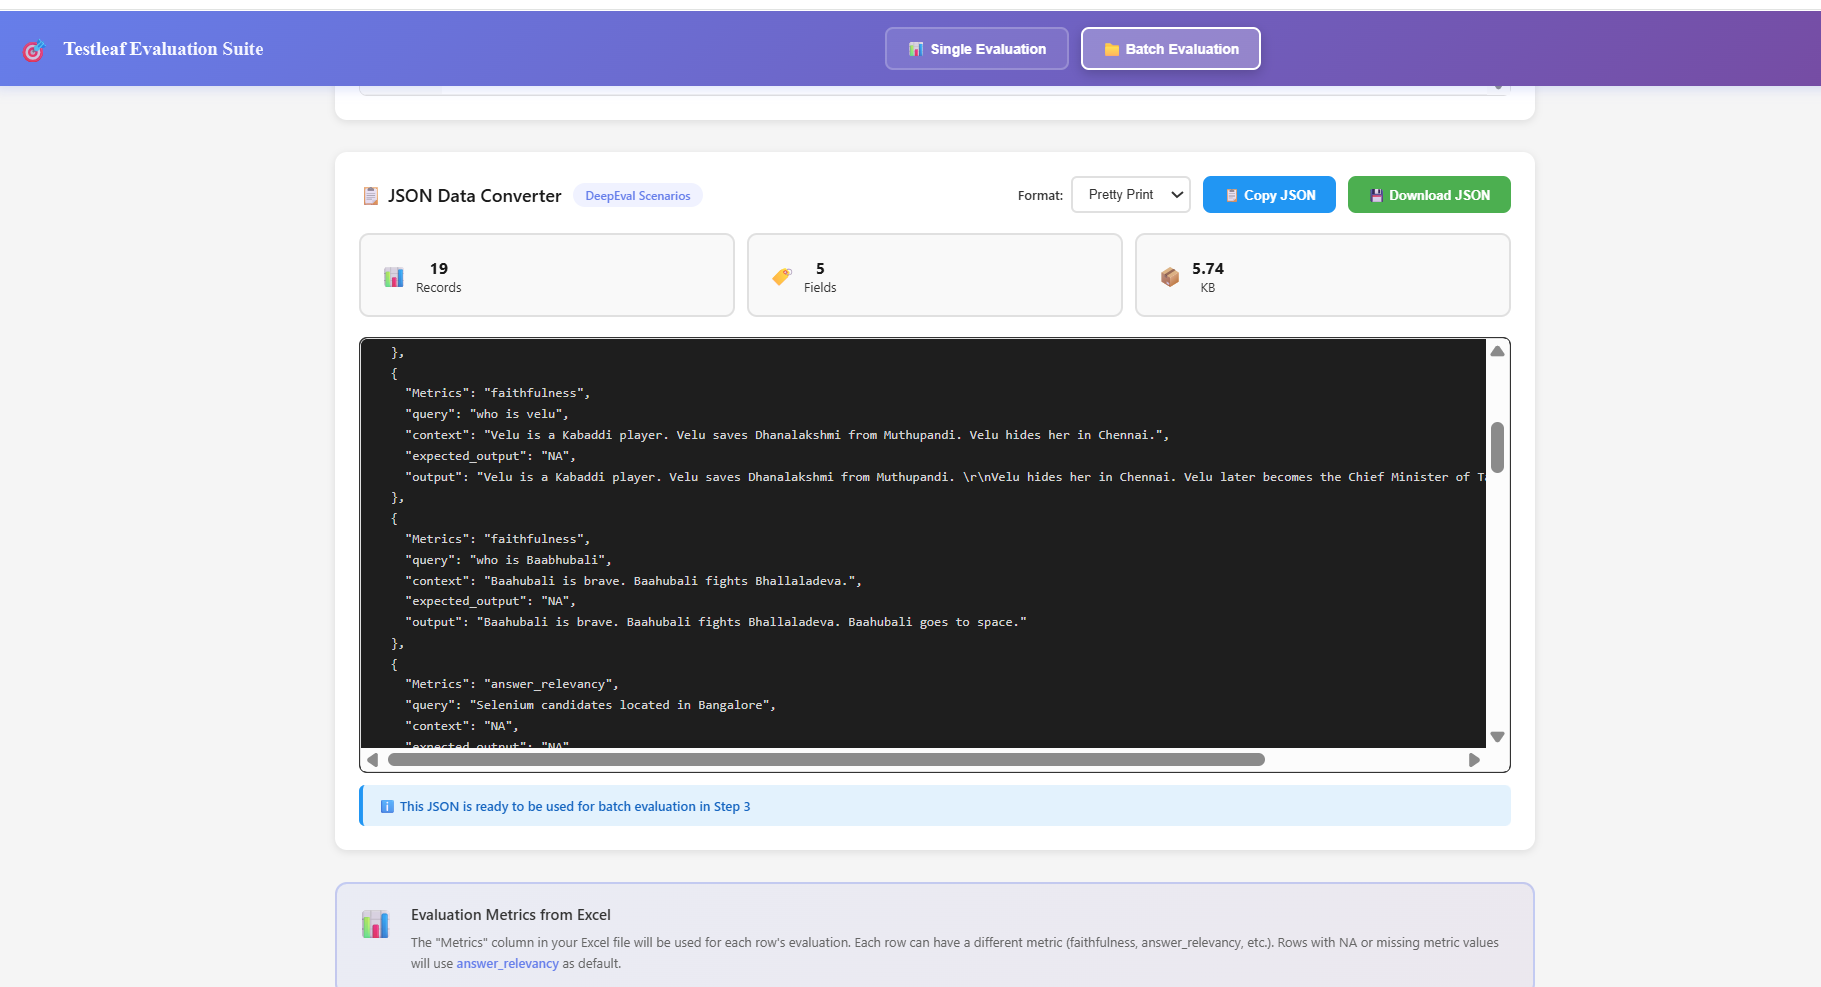 Testleaf Evaluation Suite
Single Evaluation
Batch Evaluation
JSON Data Converter
DeepEval Scenarios
Format:
Pretty Print
Copy JSON
Download JSON
19
Records
5
Fields
5.74
KB
},
{
"Metrics": "faithfulness",
"query": "who is velu",
"context": "Velu is a Kabaddi player. Velu saves Dhanalakshmi from Muthupandi. Velu hides her in Chennai.",
"expected_output": "NA",
"output": "Velu is a Kabaddi player. Velu saves Dhanalakshmi from Muthupandi. \r\nVelu hides her in Chennai. Velu later becomes the Chief Minister of
},
{
"Metrics": "faithfulness",
"query": "who is Baabhubali",
"context": "Baahubali is brave. Baahubali fights Bhallaladeva.",
"expected_output": "NA",
"output": "Baahubali is brave. Baahubali fights Bhallaladeva. Baahubali goes to space."
},
{
"Metrics": "answer_relevancy",
"query": "Selenium candidates located in Bangalore",
"context": "NA",
"expected_output": "NA"
This JSON is ready to be used for batch evaluation in Step 3
Evaluation Metrics from Excel
The "Metrics" column in your Excel file will be used for each row's evaluation. Each row can have a different metric (faithfulness, answer_relevancy, etc.). Rows with NA or missing metric values
will use answer_relevancy as default.